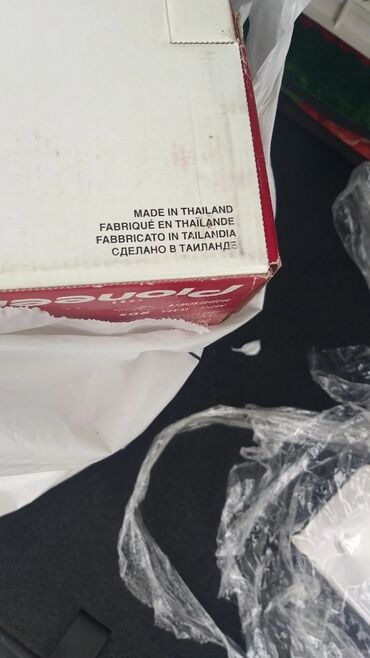 MADE IN THAILAND
FABRIQUÉ EN THAÏLANDE
FABBRICATO IN TAILANDIA
СДЕЛАНО В ТАИЛАНДЕ
Pioneer